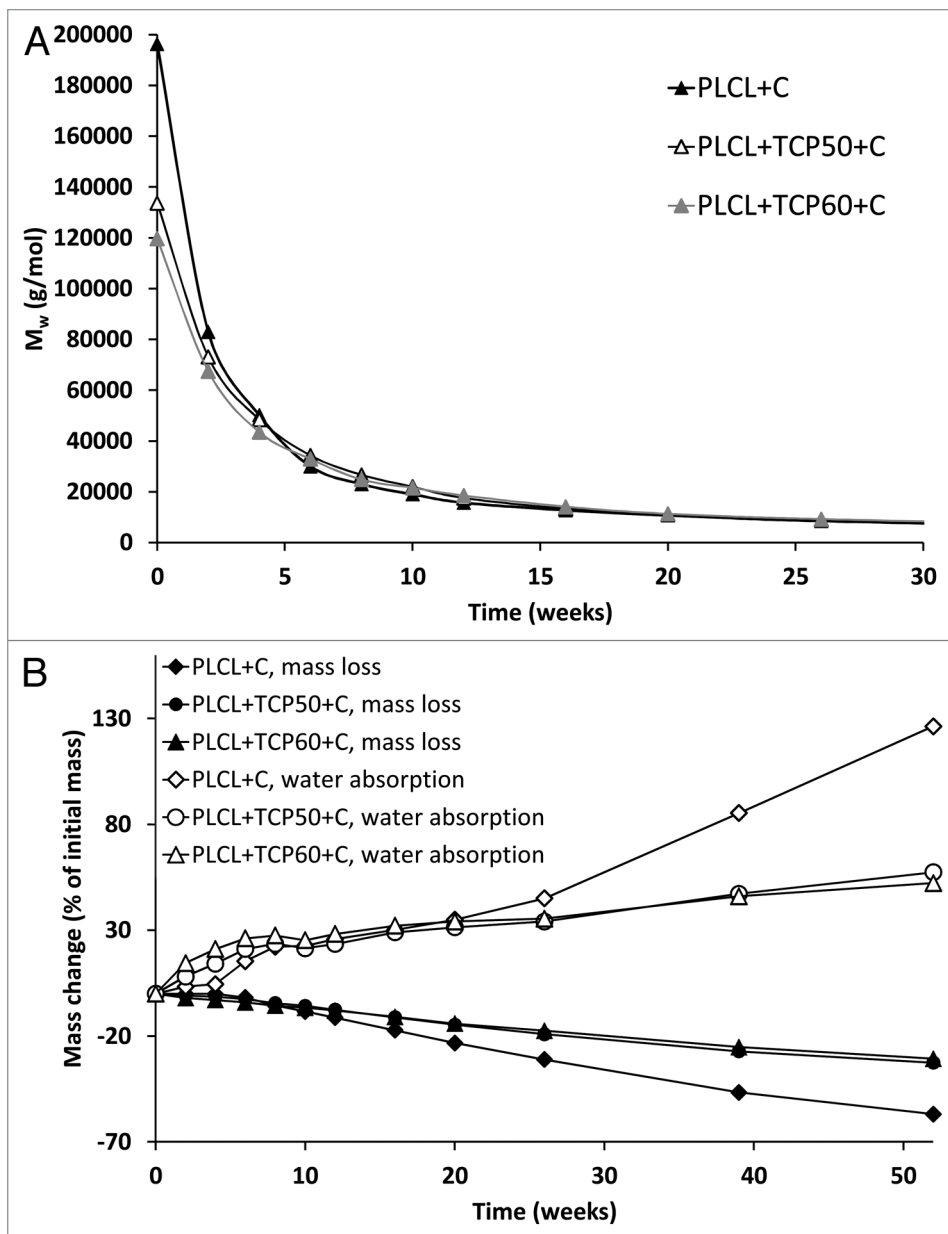 A
200000
180000
160000
140000
120000
100000
80000
60000
40000
20000
0
Mw (g/mol)
PLCL+C
PLCL+TCP50+C
PLCL+TCP60+C
0 5 10 15 20 25 30
Time (weeks)
B
PLCL+C, mass loss
PLCL+TCP50+C, mass loss
PLCL+TCP60+C, mass loss
PLCL+C, water absorption
PLCL+TCP50+C, water absorption
PLCL+TCP60+C, water absorption
130
80
30
-20
-70
Mass change (% of initial mass)
0 10 20 30 40 50
Time (weeks)